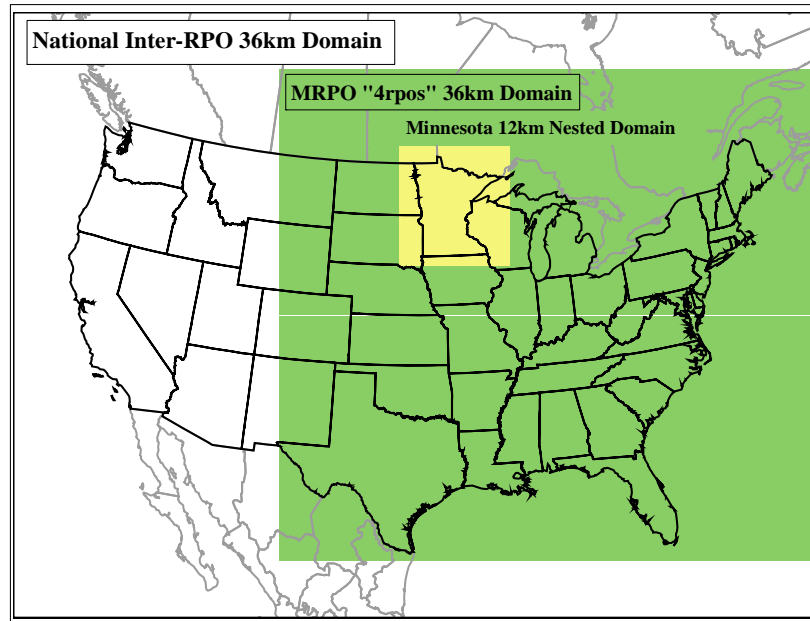 National Inter-RPO 36km Domain
MRPO "4rpos" 36km Domain
Minnesota 12km Nested Domain